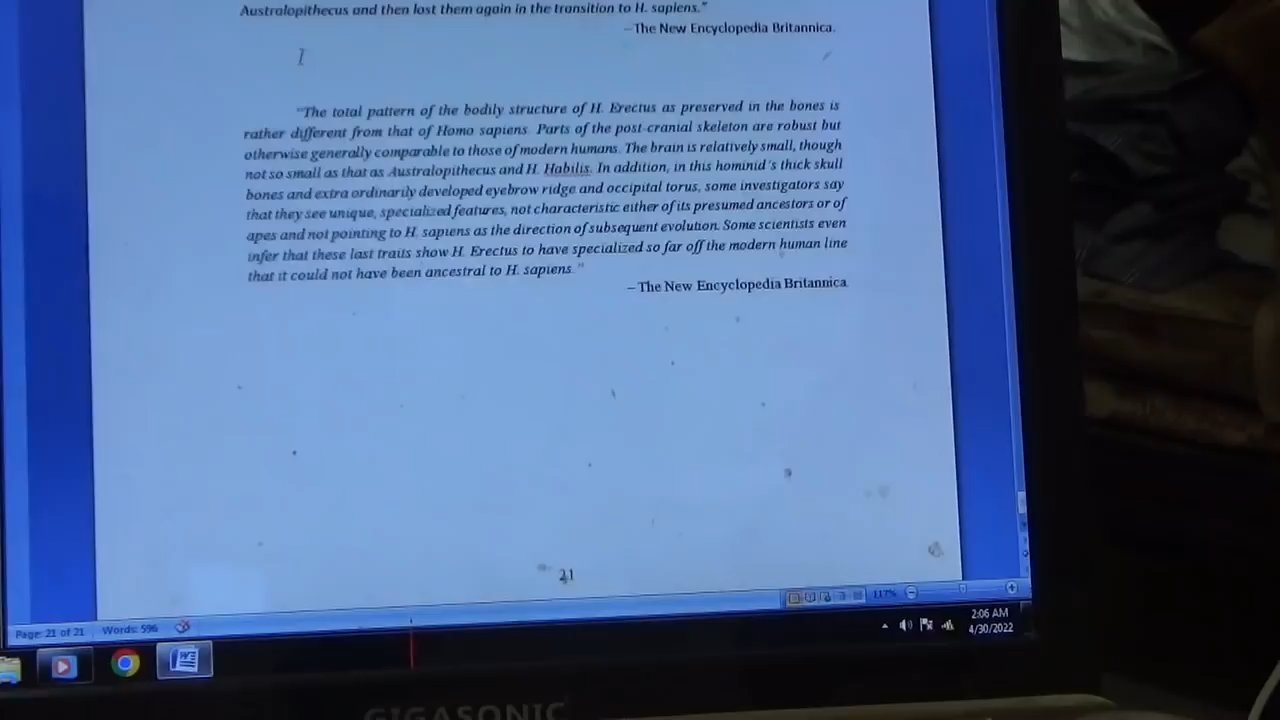 Australopithecus and then lost them again in the transition to H. sapiens."
—The New Encyclopedia Britannica.
"The total pattern of the bodily structure of H. Erectus as preserved in the bones is
rather different from that of Homo sapiens. Parts of the post-cranial skeleton are robust but
otherwise generally comparable to those of modern humans. The brain is relatively small, though
not so small as that as Australopithecus and H. Habilis. In addition, in this hominid's thick skull
bones and extra ordinarily developed eyebrow ridge and occipital torus, some investigators say
that they see unique, specialized features, not characteristic either of its presumed ancestors or of
apes and not pointing to H. sapiens as the direction of subsequent evolution. Some scientists even
infer that these last traits show H. Erectus to have specialized so far off the modern human line
that it could not have been ancestral to H. sapiens."
—The New Encyclopedia Britannica
21
117%
Page: 21 of 21 Words: 596
2:06 AM
4/30/2022
GIGASONIC